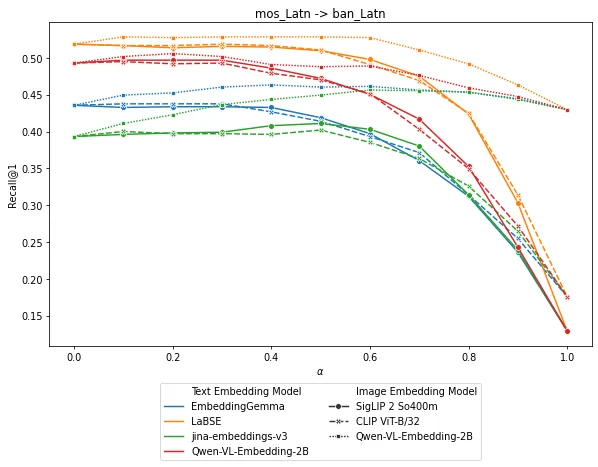 mos_Latn -> ban_Latn
Recall@1
0.50
0.45
0.40
0.35
0.30
0.25
0.20
0.15
0.0 0.2 0.4 0.6 0.8 1.0
α
Text Embedding Model
EmbeddingGemma
LaBSE
jina-embeddings-v3
Qwen-VL-Embedding-2B
Image Embedding Model
SigLIP 2 So400m
CLIP ViT-B/32
Qwen-VL-Embedding-2B